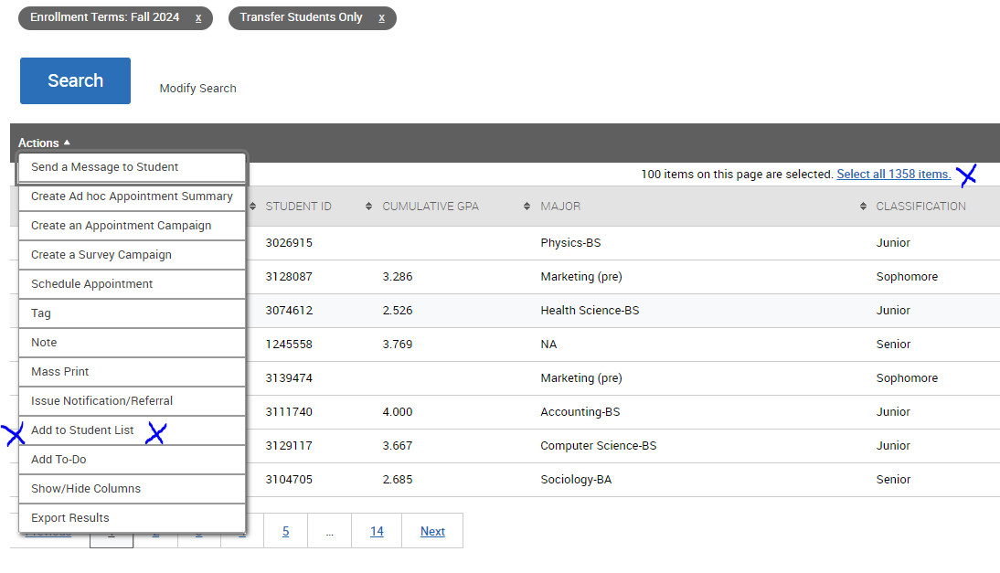 Enrollment Terms: Fall 2024 x Transfer Students Only x
Search Modify Search
Actions
Send a Message to Student
100 items on this page are selected. Select all 1358 items.
Create Ad hoc Appointment Summary
STUDENT ID CUMULATIVE GPA MAJOR CLASSIFICATION
Create an Appointment Campaign
3026915 Physics-BS Junior
Create a Survey Campaign
3128087 3.286 Marketing (pre) Sophomore
Schedule Appointment
3074612 2.526 Health Science-BS Junior
Tag
Note
1245558 3.769 NA Senior
Mass Print
3139474 Marketing (pre) Sophomore
Issue Notification/Referral
3111740 4.000 Accounting-BS Junior
Add to Student List
3129117 3.667 Computer Science-BS Junior
Add To-Do
3104705 2.685 Sociology-BA Senior
Show/Hide Columns
Export Results
5 ... 14 Next